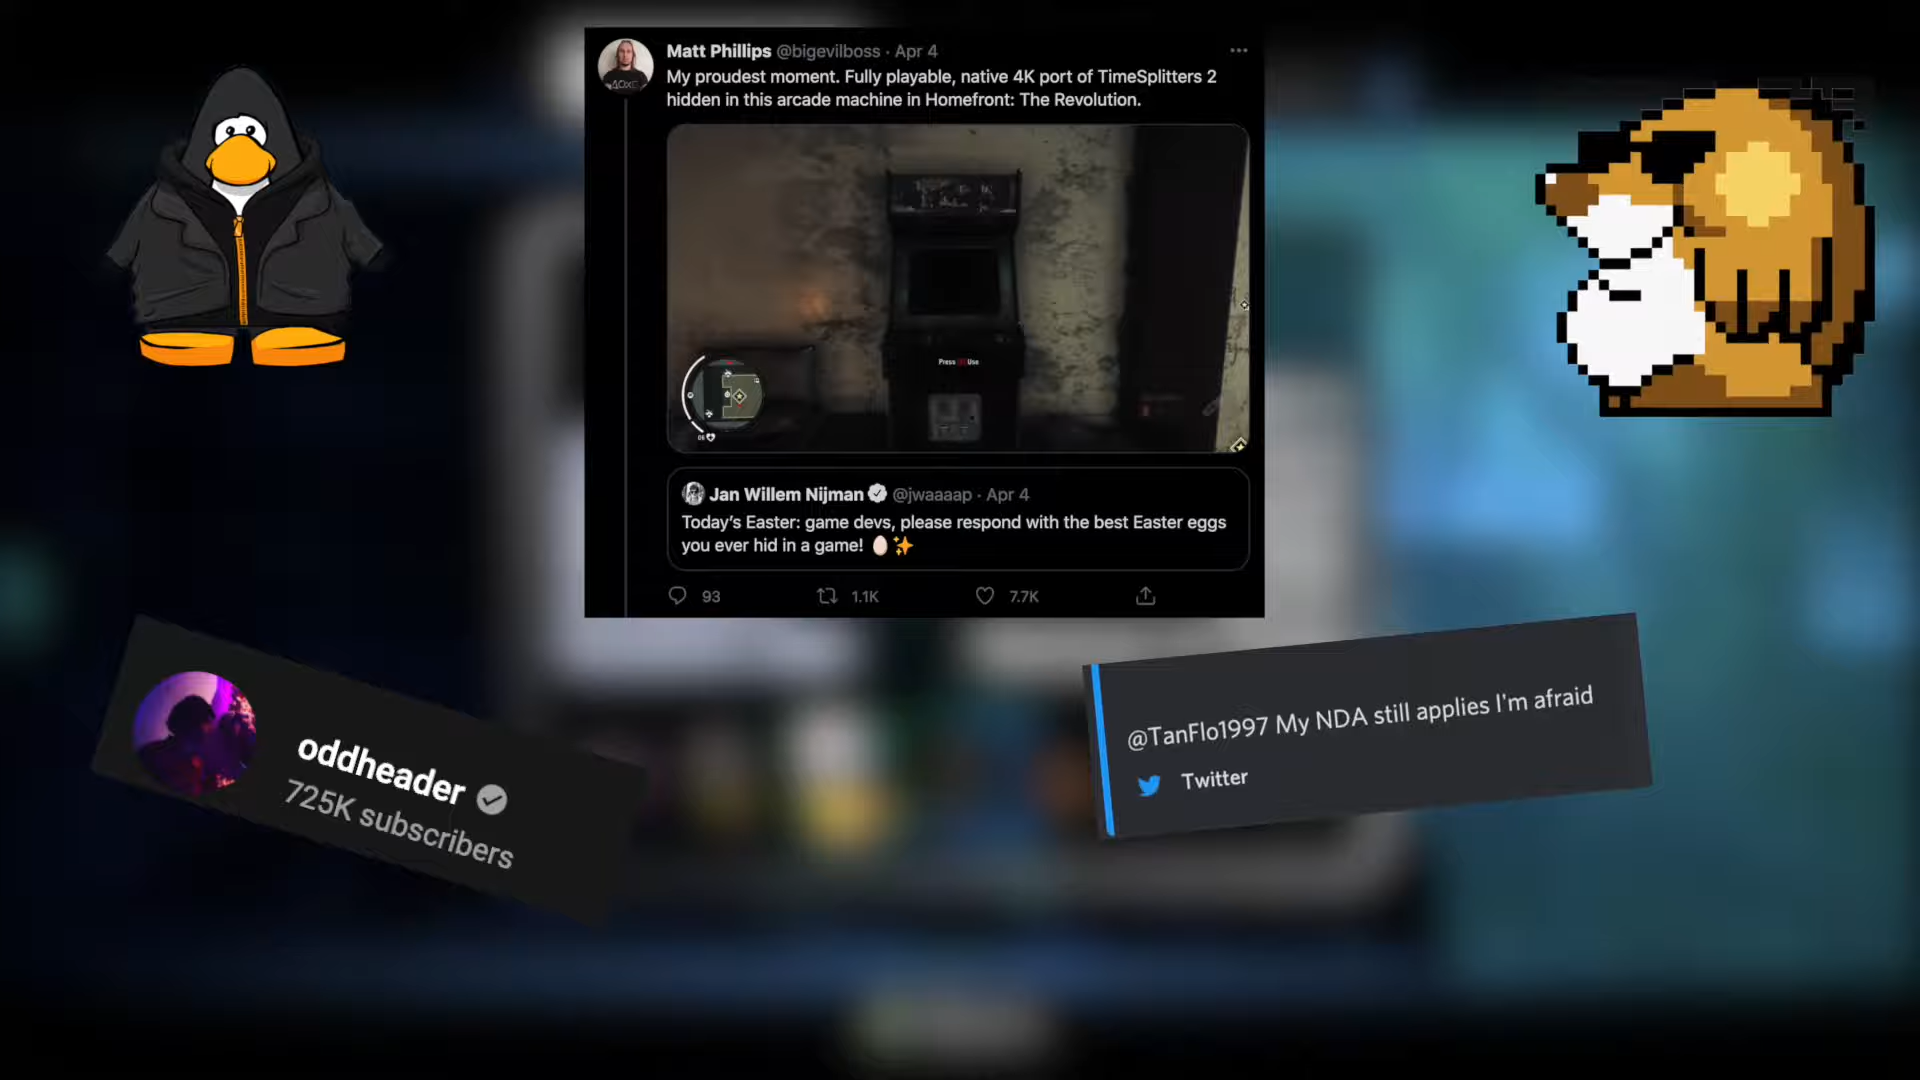 Matt Phillips @bigevilboss · Apr 4
My proudest moment. Fully playable, native 4K port of TimeSplitters 2
hidden in this arcade machine in Homefront: The Revolution.
Press Use
Jan Willem Nijman @jwaaaap · Apr 4
Today's Easter: game devs, please respond with the best Easter eggs
you ever hid in a game! 🥚✨
93 1.1K 7.7K
oddheader
725K subscribers
@TanFlo1997 My NDA still applies I'm afraid
Twitter